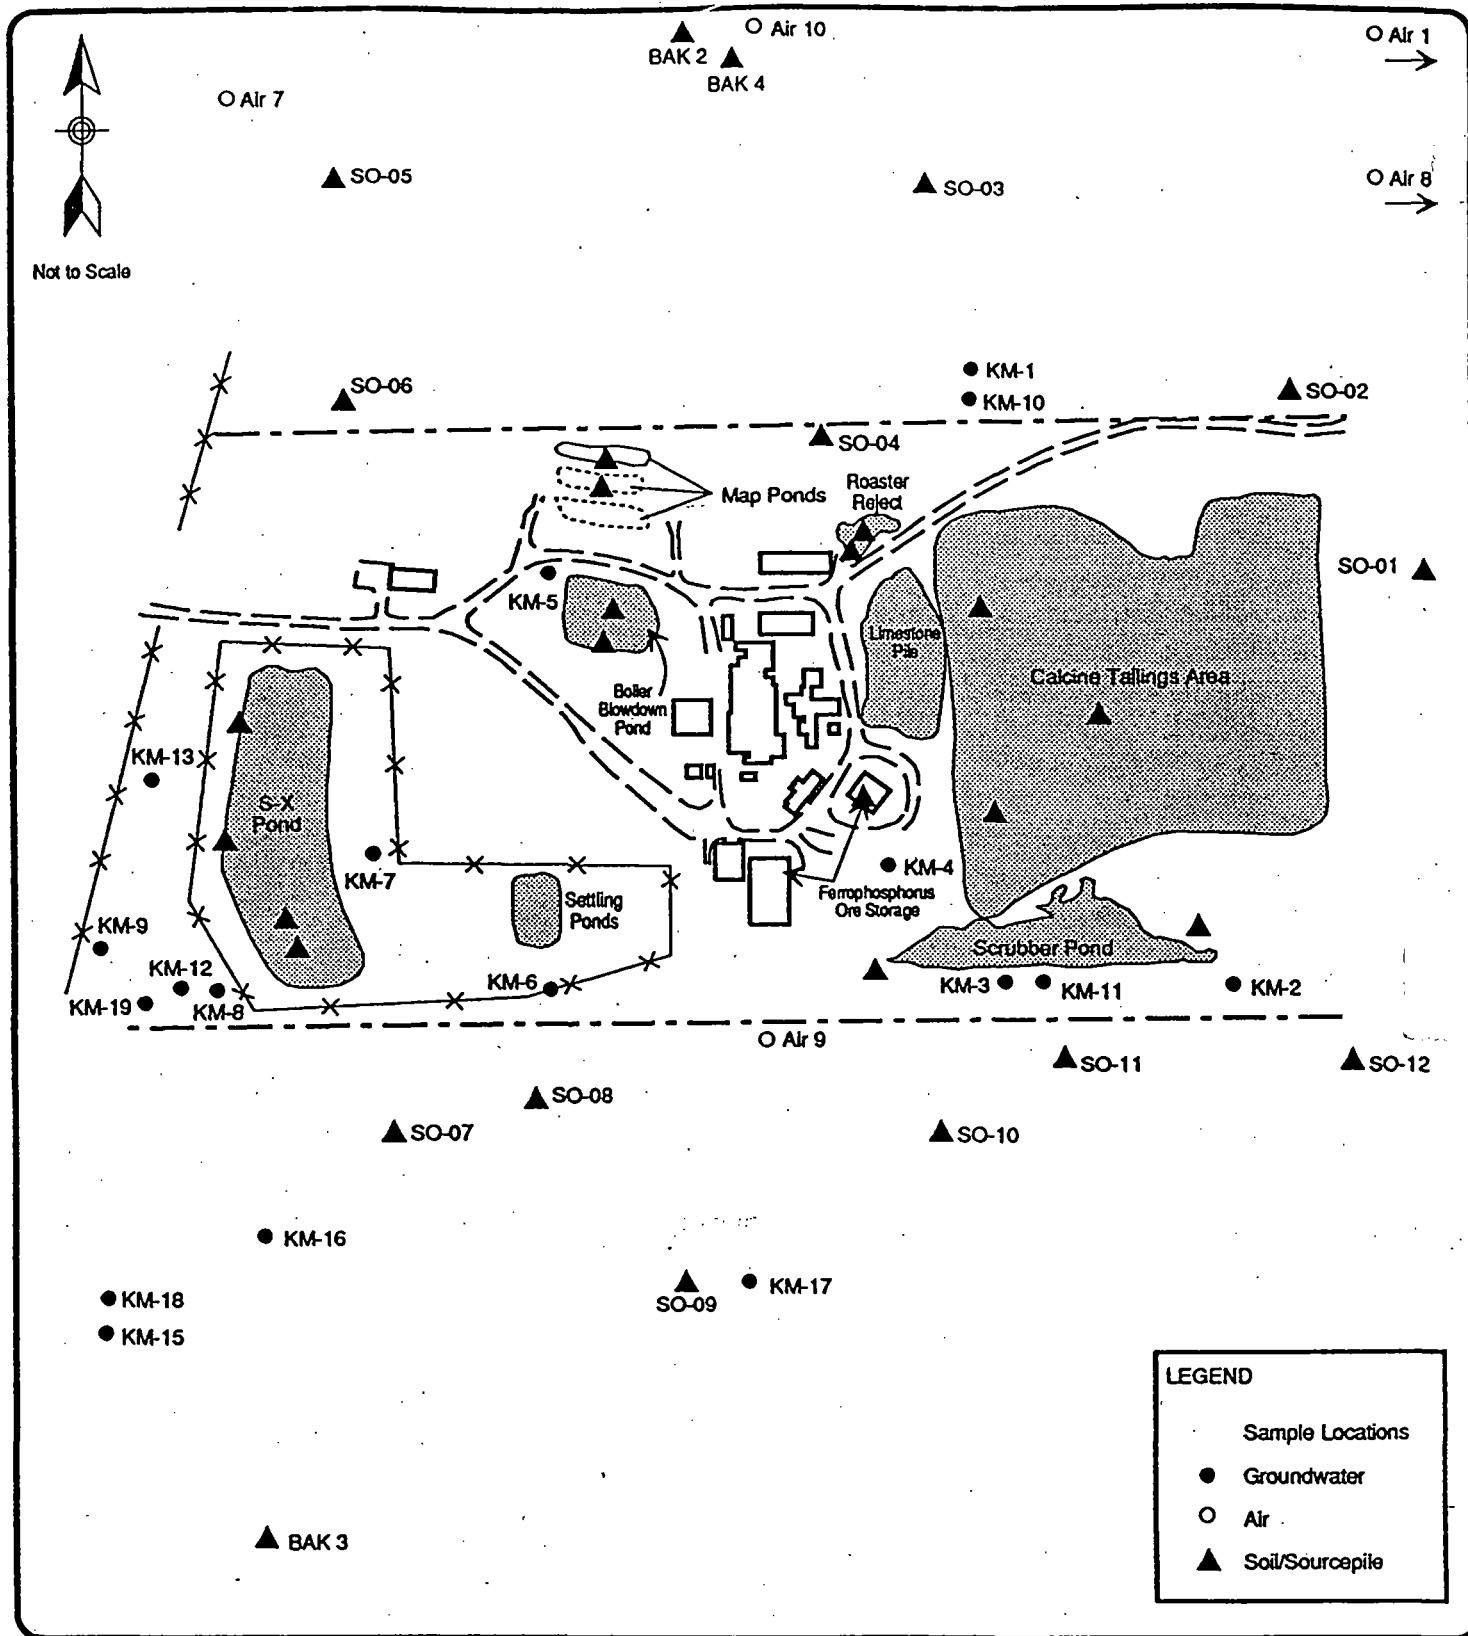 BAK 2
Air 10
BAK 4
Air 1
Air 7
SO-05
SO-03
Air 8
Not to Scale
KM-1
KM-10
SO-06
SO-02
SO-04
Map Ponds
Roaster
Reject
SO-01
KM-5
Limestone
Pile
Calcine Tailings Area
Boiler
Blowdown
Pond
KM-13
S-X
Pond
KM-7
KM-4
Settling
Ponds
Ferrophosphorus
Ore Storage
KM-9
Scrubber Pond
KM-12
KM-6
KM-3
KM-11
KM-2
KM-19
KM-8
Air 9
SO-11
SO-12
SO-08
SO-07
SO-10
KM-16
KM-18
SO-09
KM-17
KM-15
BAK 3
LEGEND
Sample Locations
Groundwater
Air
Soil/Sourcepile